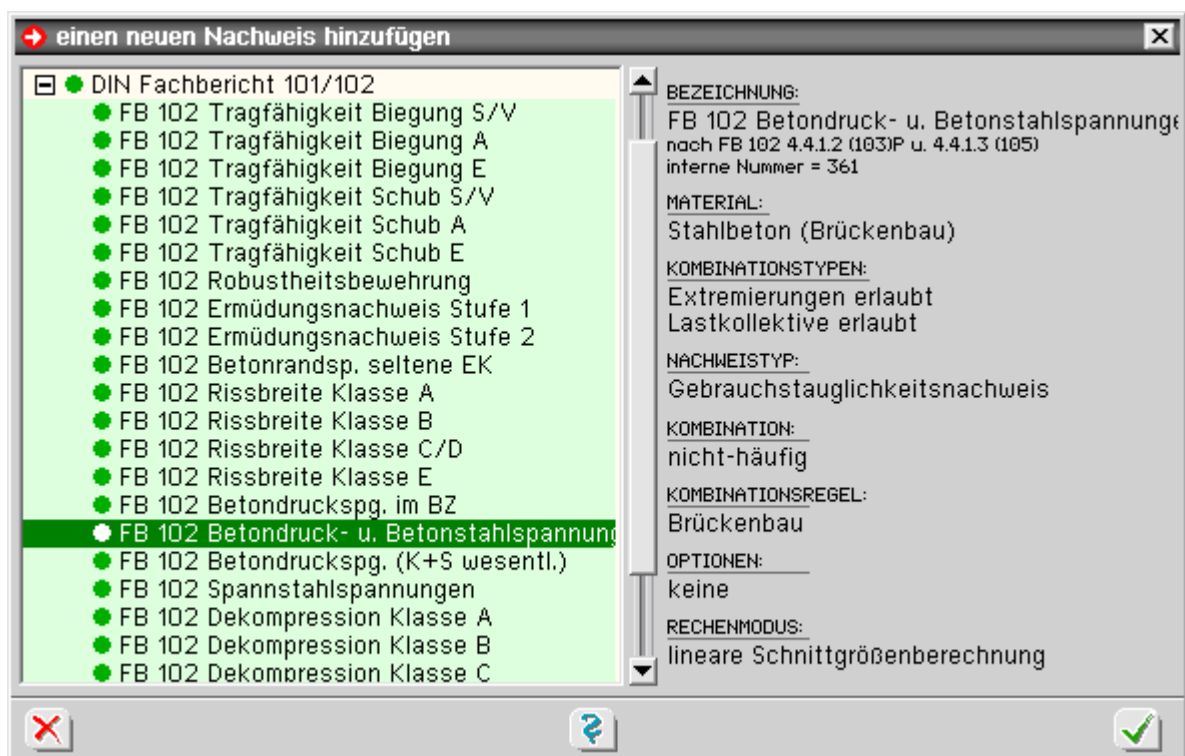 einen neuen Nachweis hinzufügen
DIN Fachbericht 101/102
FB 102 Tragfähigkeit Biegung S/V
FB 102 Tragfähigkeit Biegung A
FB 102 Tragfähigkeit Biegung E
FB 102 Tragfähigkeit Schub S/V
FB 102 Tragfähigkeit Schub A
FB 102 Tragfähigkeit Schub E
FB 102 Robustheitsbewehrung
FB 102 Ermüdungsnachweis Stufe 1
FB 102 Ermüdungsnachweis Stufe 2
FB 102 Betonrandsp. seltene EK
FB 102 Rissbreite Klasse A
FB 102 Rissbreite Klasse B
FB 102 Rissbreite Klasse C/D
FB 102 Rissbreite Klasse E
FB 102 Betondruckspg. im BZ
FB 102 Betondruck- u. Betonstahlspannung
FB 102 Betondruckspg. (K+S wesentl.)
FB 102 Spannstahlspannungen
FB 102 Dekompression Klasse A
FB 102 Dekompression Klasse B
FB 102 Dekompression Klasse C
BEZEICHNUNG:
FB 102 Betondruck- u. Betonstahlspannunge
nach FB 102 4.4.1.2 (103)P u. 4.4.1.3 (105)
interne Nummer = 361
MATERIAL:
Stahlbeton (Brückenbau)
KOMBINATIONSTYPEN:
Extremierungen erlaubt
Lastkollektive erlaubt
NACHWEISTYP:
Gebrauchstauglichkeitsnachweis
KOMBINATION:
nicht-häufig
KOMBINATIONSREGEL:
Brückenbau
OPTIONEN:
keine
RECHENMODUS:
lineare Schnittgrößenberechnung